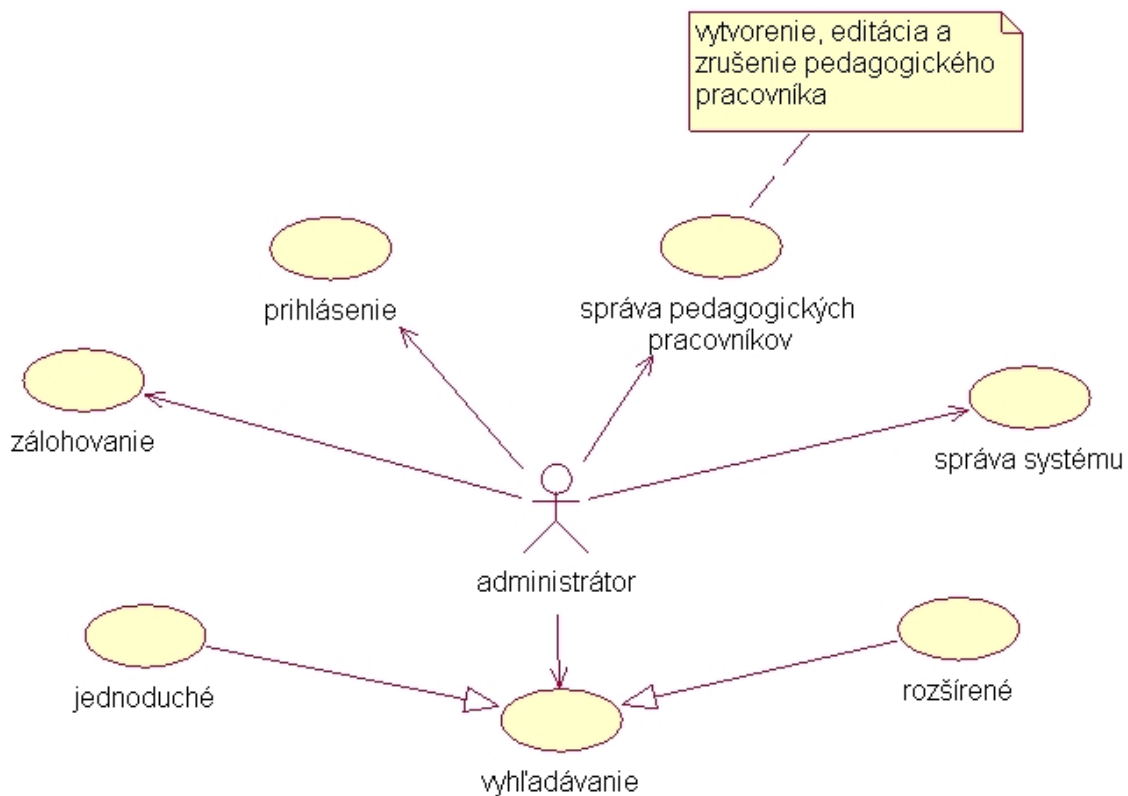 vytvorenie, editácia a
zrušenie pedagogického
pracovníka
prihlásenie
správa pedagogických
pracovníkov
zálohovanie
správa systému
administrátor
jednoduché
rozšírené
vyhľadávanie